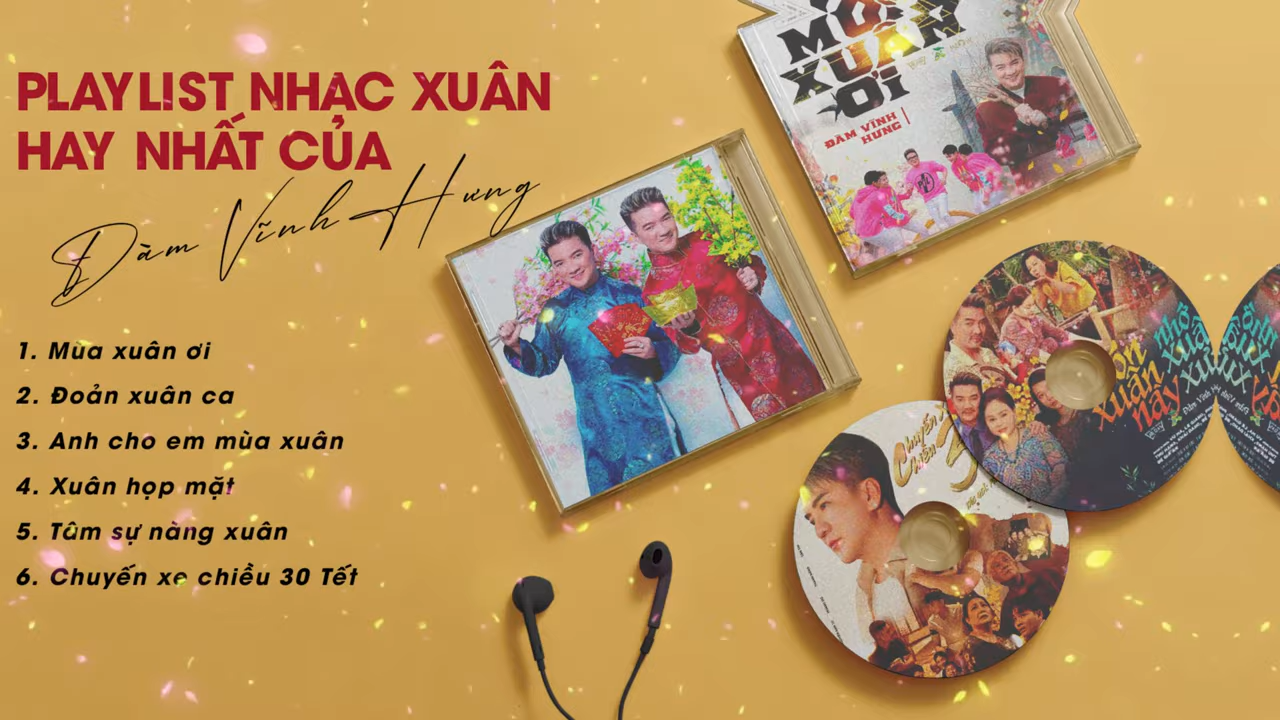 PLAYLIST NHẠC XUÂN
HAY NHẤT CỦA
Đàm Vĩnh Hưng
1. Mùa xuân ơi
2. Đoản xuân ca
3. Anh cho em mùa xuân
4. Xuân họp mặt
5. Tâm sự nàng xuân
6. Chuyến xe chiều 30 Tết
XUÂN
ƠI
ĐÀM VĨNH
HƯNG
xuân
này